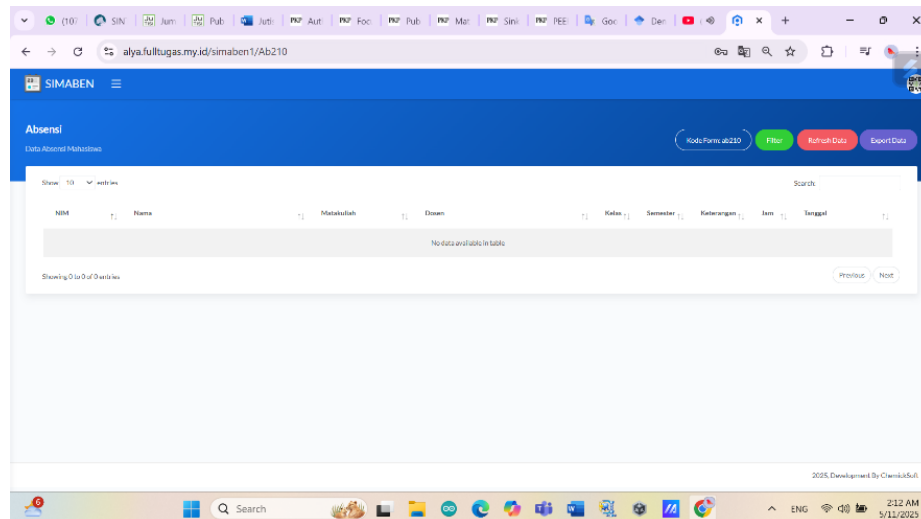 (10 SIN Jum Pub Juti Aut Foc Pub Mat Sini PEE Goo Der
alya.fulltugas.my.id/simaben1/Ab210
SIMABEN
Absensi
Data Absensi Mahasiswa
Kode Form: ab210 Filter Refresh Data Export Data
Show 10 entries
Search:
NIM Nama Matakuliah Dosen Kelas Semester Keterangan Jam Tanggal
No data available in table
Showing 0 to 0 of 0 entries
Previous Next
2025, Development By ChemickSoft
6
Search
ENG
2:12 AM
5/11/2025